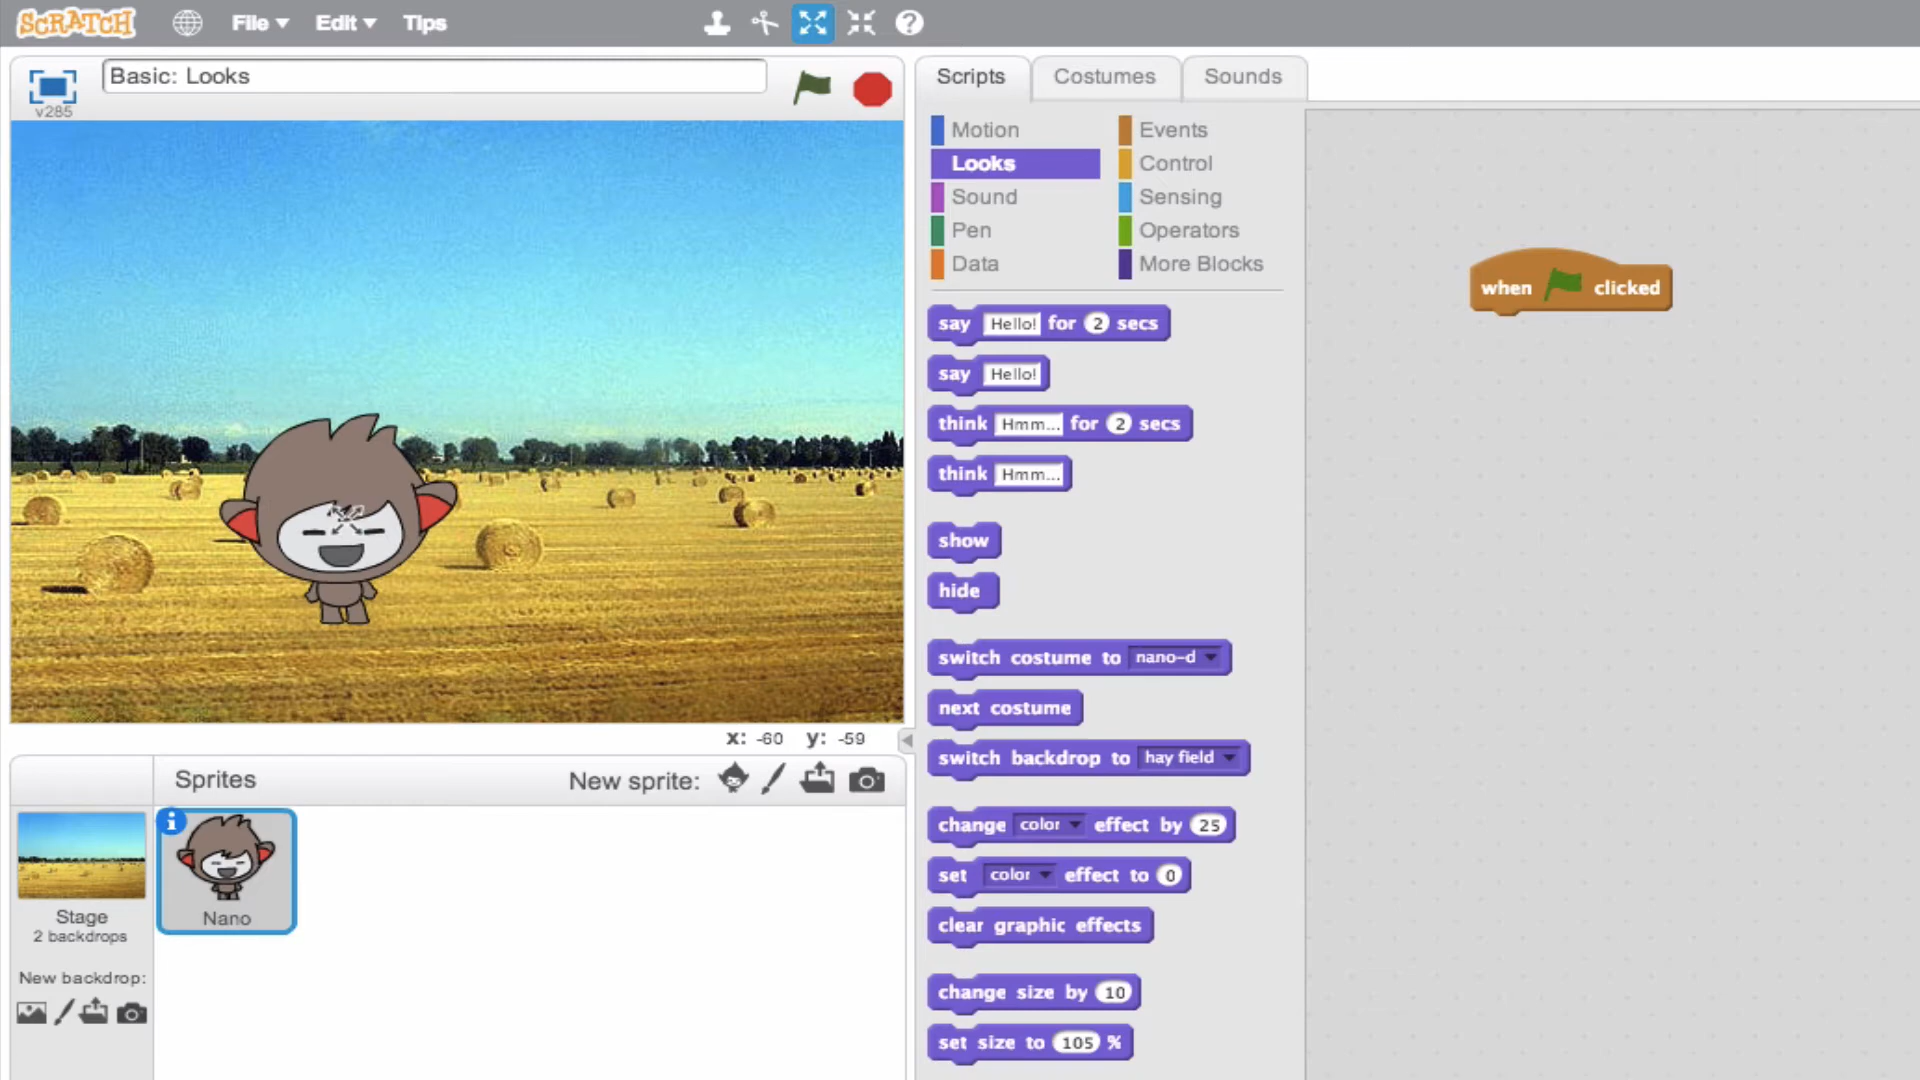 SCRATCH
File Edit Tips
v285
Basic: Looks
x: -60 y: -59
Sprites
New sprite:
Stage
2 backdrops
New backdrop:
Nano
Scripts Costumes Sounds
Motion Events
Looks Control
Sound Sensing
Pen Operators
Data More Blocks
say Hello! for 2 secs
say Hello!
think Hmm... for 2 secs
think Hmm...
show
hide
switch costume to nano-d
next costume
switch backdrop to hay field
change color effect by 25
set color effect to 0
clear graphic effects
change size by 10
set size to 105 %
when clicked